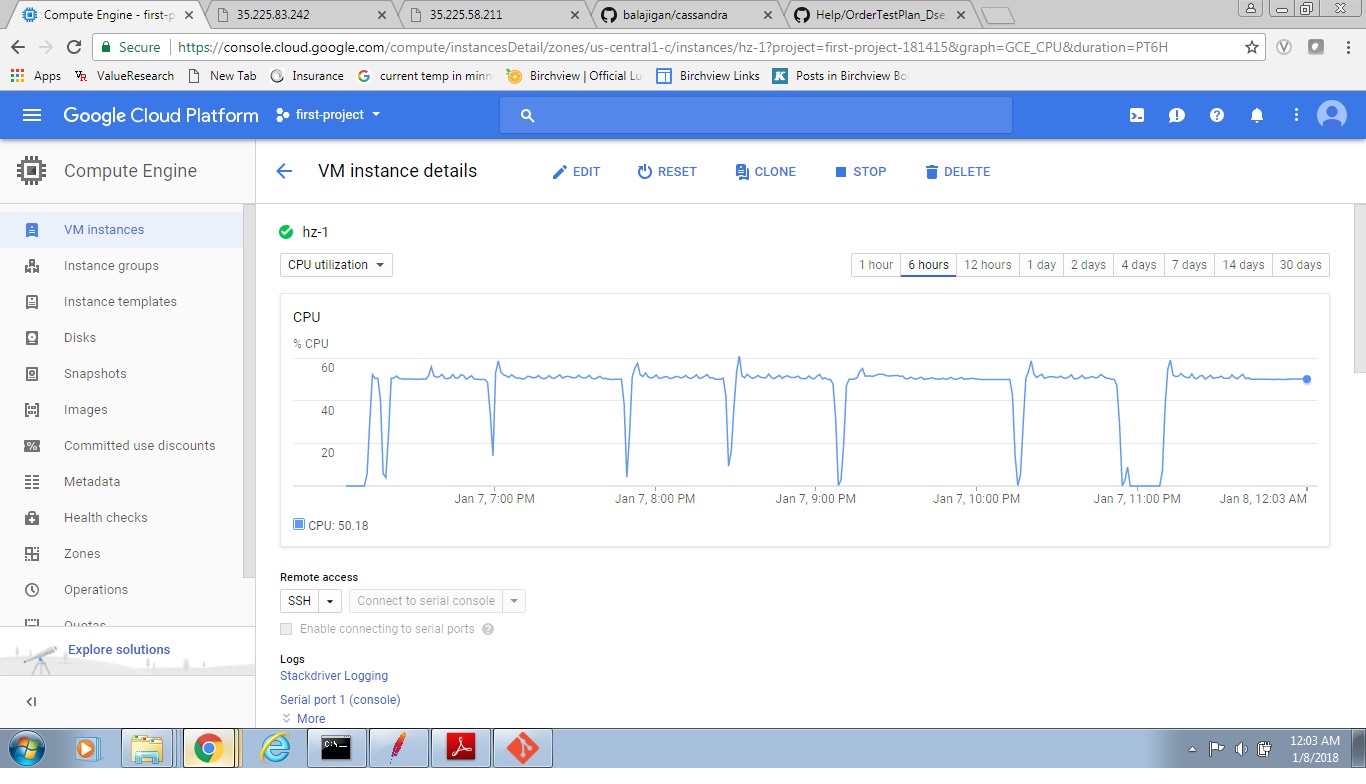 Compute Engine - first-p
35.225.83.242
35.225.58.211
balajigan/cassandra
Help/OrderTestPlan_Dse_
Secure
https://console.cloud.google.com/compute/instancesDetail/zones/us-central1-c/instances/hz-1?project=first-project-181415&graph=GCE_CPU&duration=PT6H
Apps
ValueResearch
New Tab
Insurance
current temp in minn
Birchview | Official Lu
Birchview Links
Posts in Birchview Bo
Google Cloud Platform
first-project
Compute Engine
VM instance details
EDIT
RESET
CLONE
STOP
DELETE
VM instances
Instance groups
Instance templates
Disks
Snapshots
Images
Committed use discounts
Metadata
Health checks
Zones
Operations
Quotas
Explore solutions
hz-1
CPU utilization
1 hour
6 hours
12 hours
1 day
2 days
4 days
7 days
14 days
30 days
CPU
% CPU
60
40
20
Jan 7, 7:00 PM
Jan 7, 8:00 PM
Jan 7, 9:00 PM
Jan 7, 10:00 PM
Jan 7, 11:00 PM
Jan 8, 12:03 AM
CPU: 50.18
Remote access
SSH
Connect to serial console
Enable connecting to serial ports
Logs
Stackdriver Logging
Serial port 1 (console)
More
C:\_
12:03 AM
1/8/2018